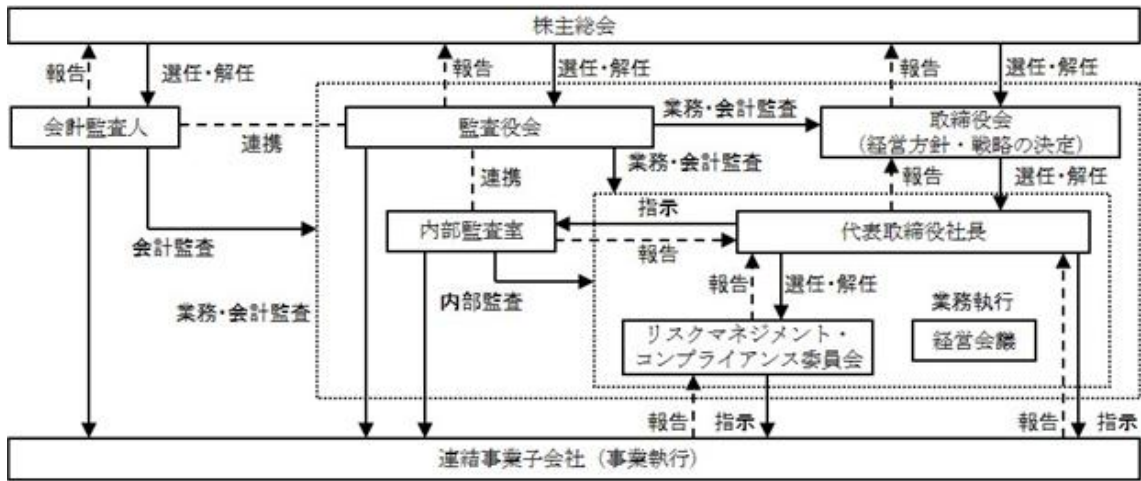 株主総会
報告
選任・解任
報告
選任・解任
報告
選任・解任
会計監査人
連携
監査役会
業務・会計監査
取締役会
(経営方針・戦略の決定)
業務・会計監査
連携
報告
選任・解任
会計監査
内部監査室
指示
報告
代表取締役社長
内部監査
報告
選任・解任
業務執行
業務・会計監査
リスクマネジメント・
コンプライアンス委員会
経営会議
報告
指示
報告
指示
連結事業子会社（事業執行）